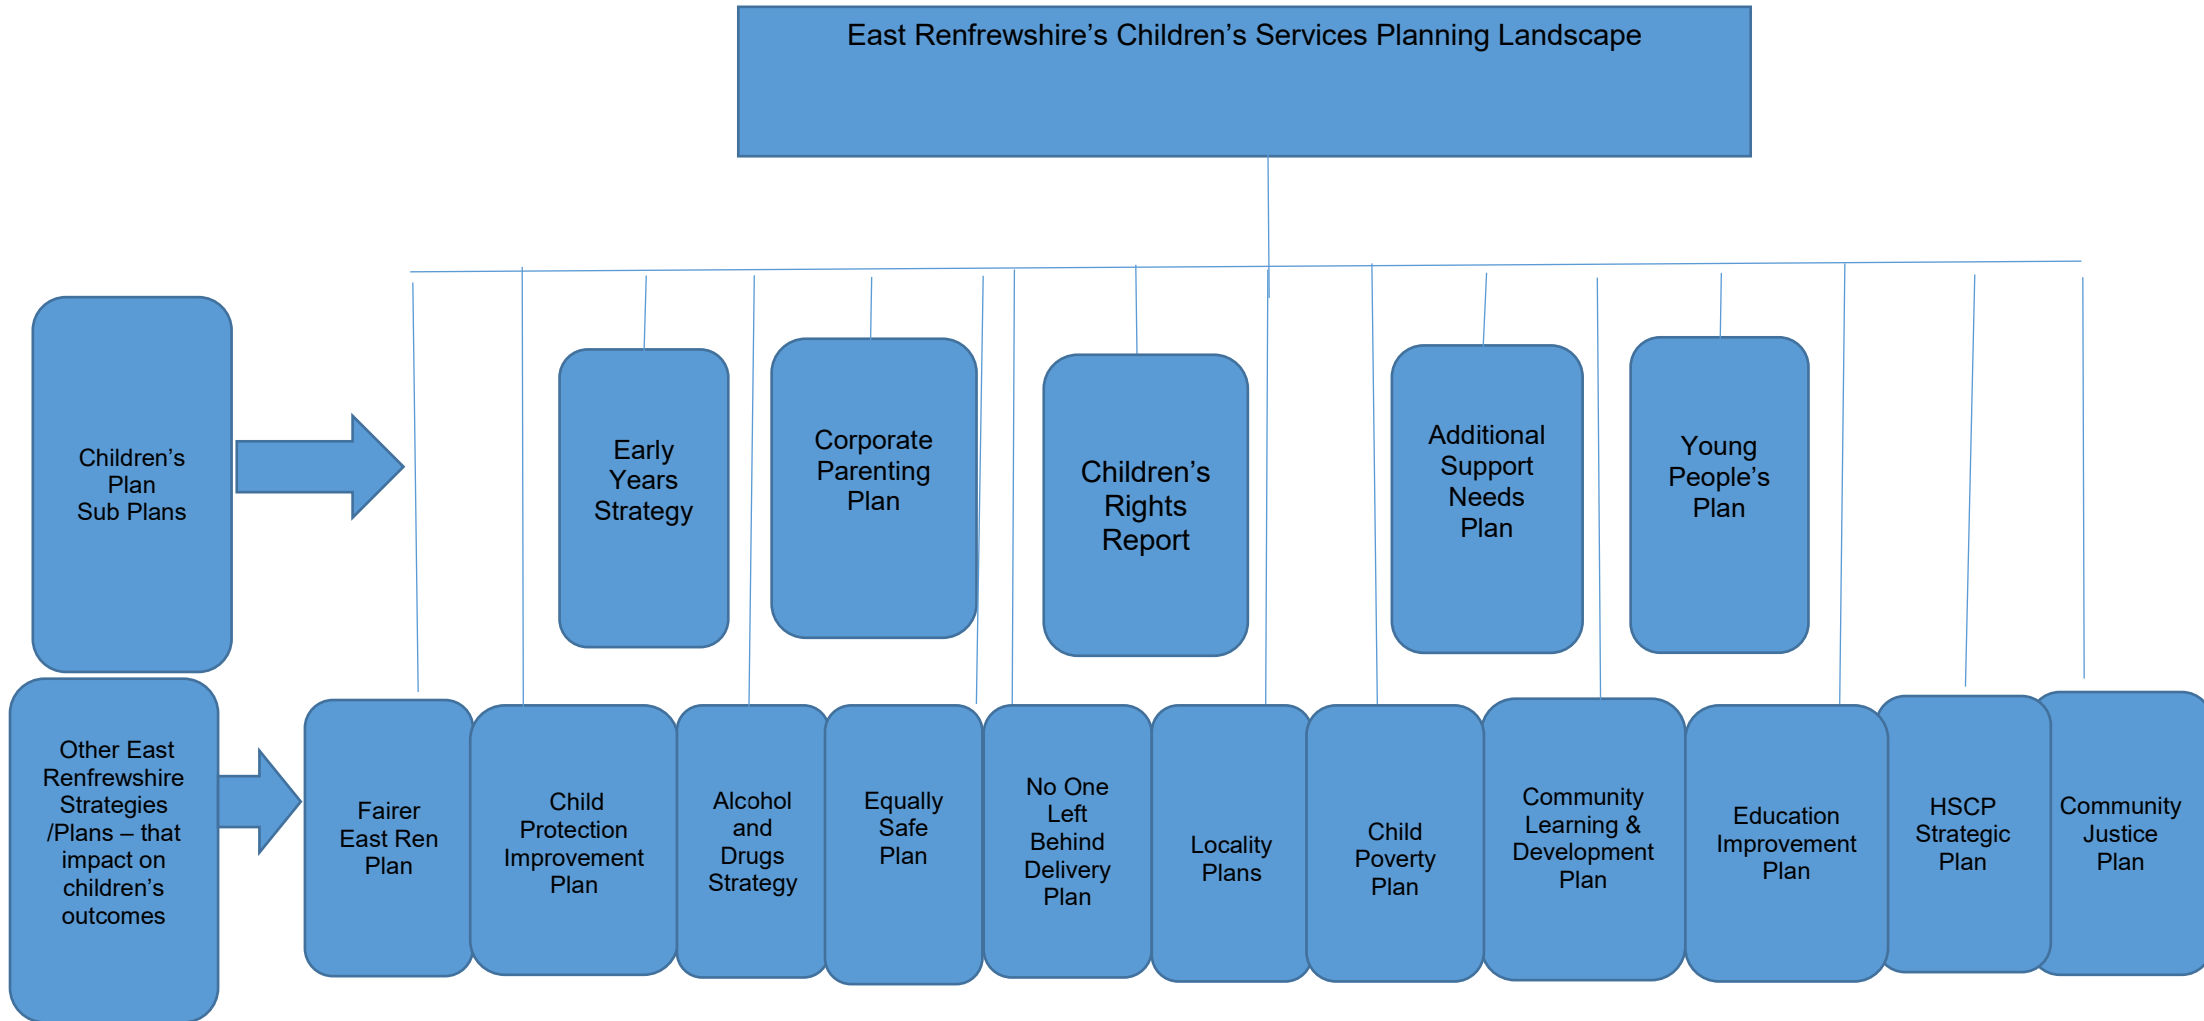 East Renfrewshire’s Children’s Services Planning Landscape
Children’s
Plan
Sub Plans
Early
Years
Strategy
Corporate
Parenting
Plan
Children’s
Rights
Report
Additional
Support
Needs
Plan
Young
People’s
Plan
Other East
Renfrewshire
Strategies
/Plans – that
impact on
children’s
outcomes
Fairer
East Ren
Plan
Child
Protection
Improvement
Plan
Alcohol
and
Drugs
Strategy
Equally
Safe
Plan
No One
Left
Behind
Delivery
Plan
Locality
Plans
Child
Poverty
Plan
Community
Learning &
Development
Plan
Education
Improvement
Plan
HSCP
Strategic
Plan
Community
Justice
Plan